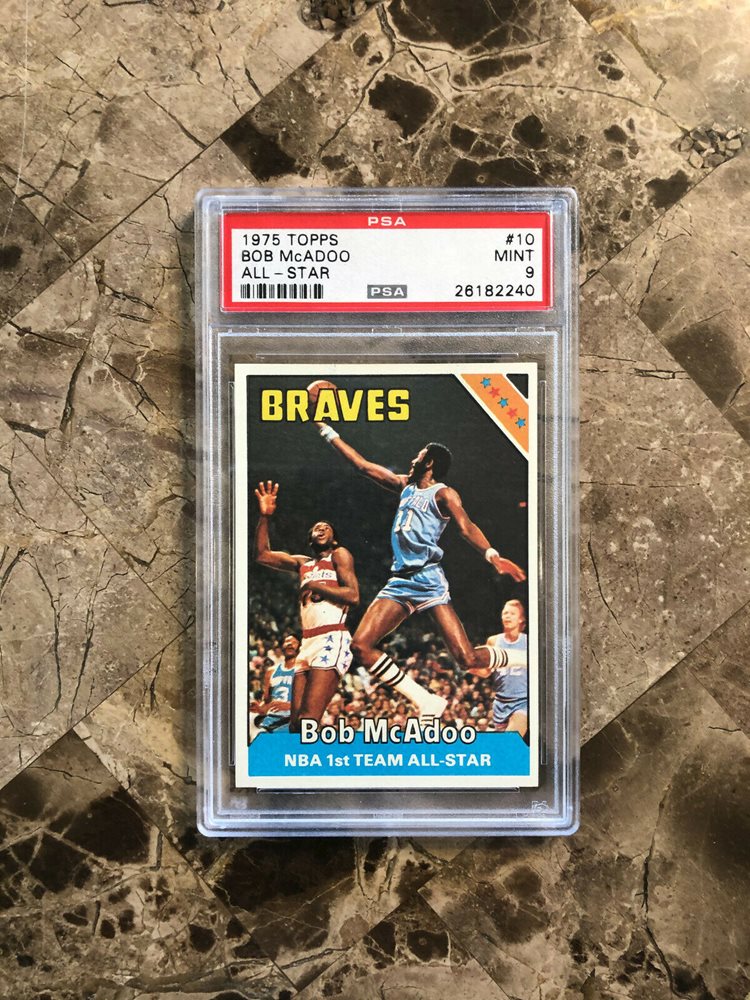 PSA
1975 TOPPS #10
BOB McADOO MINT
ALL-STAR 9
PSA 26182240
BRAVES
Bob McAdoo
NBA 1st TEAM ALL-STAR